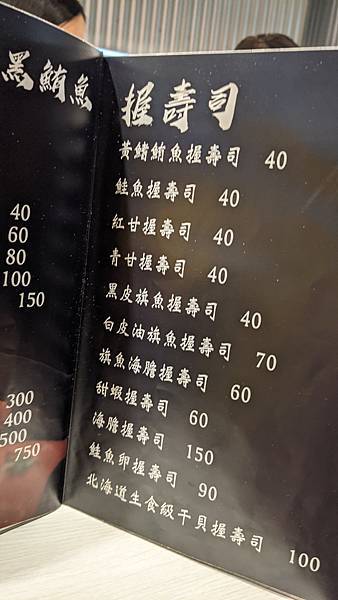 黑鮪魚
40
60
80
100
150
300
400
500
750
握壽司
黃鰭鮪魚握壽司 40
鮭魚握壽司 40
紅甘握壽司 40
青甘握壽司 40
黑皮旗魚握壽司 40
白皮油旗魚握壽司 70
旗魚海膽握壽司 60
甜蝦握壽司 60
海膽握壽司 150
鮭魚卵握壽司 90
北海道生食級干貝握壽司 100